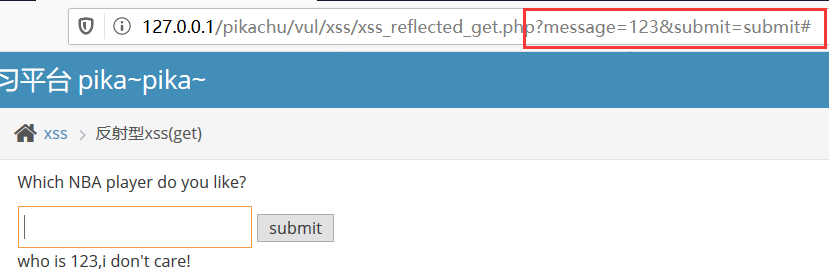 127.0.0.1/pikachu/vul/xss/xss_reflected_get.php?message=123&submit=submit#
习平台 pika~pika~
xss > 反射型xss(get)
Which NBA player do you like?
submit
who is 123,i don't care!